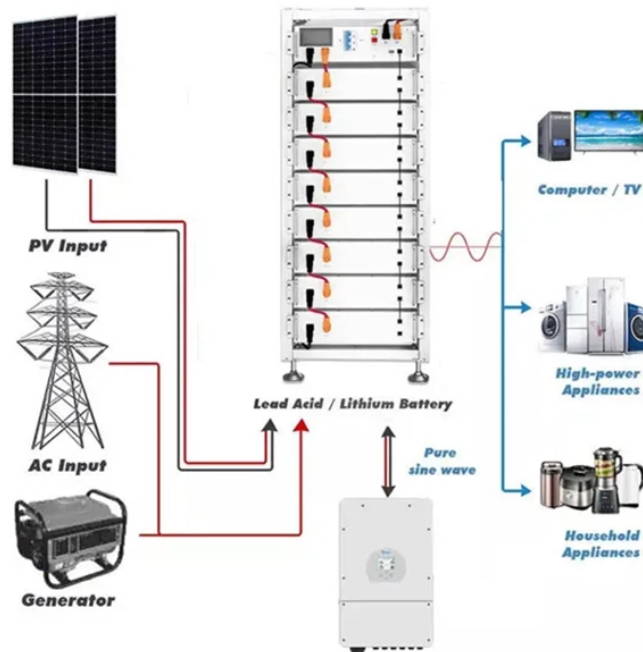 PV Input
AC Input
Generator
Lead Acid / Lithium Battery
Pure
sine wave
Computer / TV
High-power
Appliances
Household
Appliances